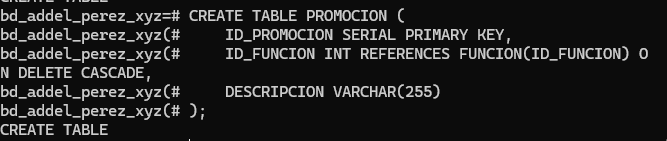 CREATE TABLE
bd_addel_perez_xyz=# CREATE TABLE PROMOCION (
bd_addel_perez_xyz(#     ID_PROMOCION SERIAL PRIMARY KEY,
bd_addel_perez_xyz(#     ID_FUNCION INT REFERENCES FUNCION(ID_FUNCION) O
N DELETE CASCADE,
bd_addel_perez_xyz(#     DESCRIPCION VARCHAR(255)
bd_addel_perez_xyz(# );
CREATE TABLE